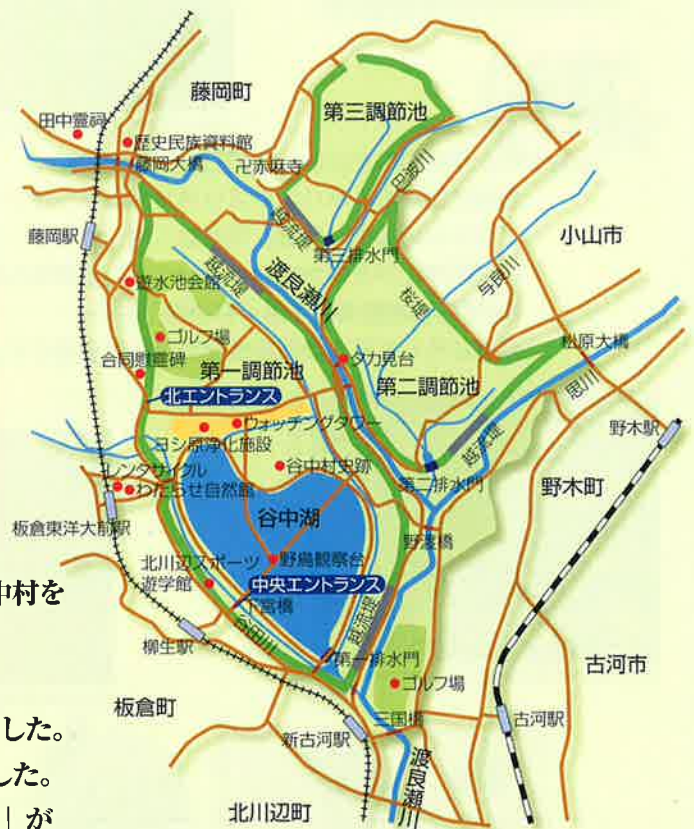 藤岡町
第三調節池
田中霊祠
歴史民族資料館
藤岡大橋
卍赤麻寺
巴波川
小山市
藤岡駅
越流堤
第三排水門
越流堤
渡良瀬川
与良川
遊水池会館
桜堤
松原大橋
ゴルフ場
タカ見台
合同慰霊碑
第一調節池
第二調節池
思川
北エントランス
ウォッチングタワー
越流堤
野木駅
ヨシ原浄化施設
谷中村史跡
レンタサイクル
第二排水門
わたらせ自然館
野木町
谷中湖
板倉東洋大前駅
野渡橋
北川辺スポーツ
遊学館
野鳥観察台
中央エントランス
中村を
下宮橋
越流堤
谷田川
柳生駅
第一排水門
古河市
ゴルフ場
板倉町
三国橋
古河駅
した。
新古河駅
した。
渡良瀬川
北川辺町
」が